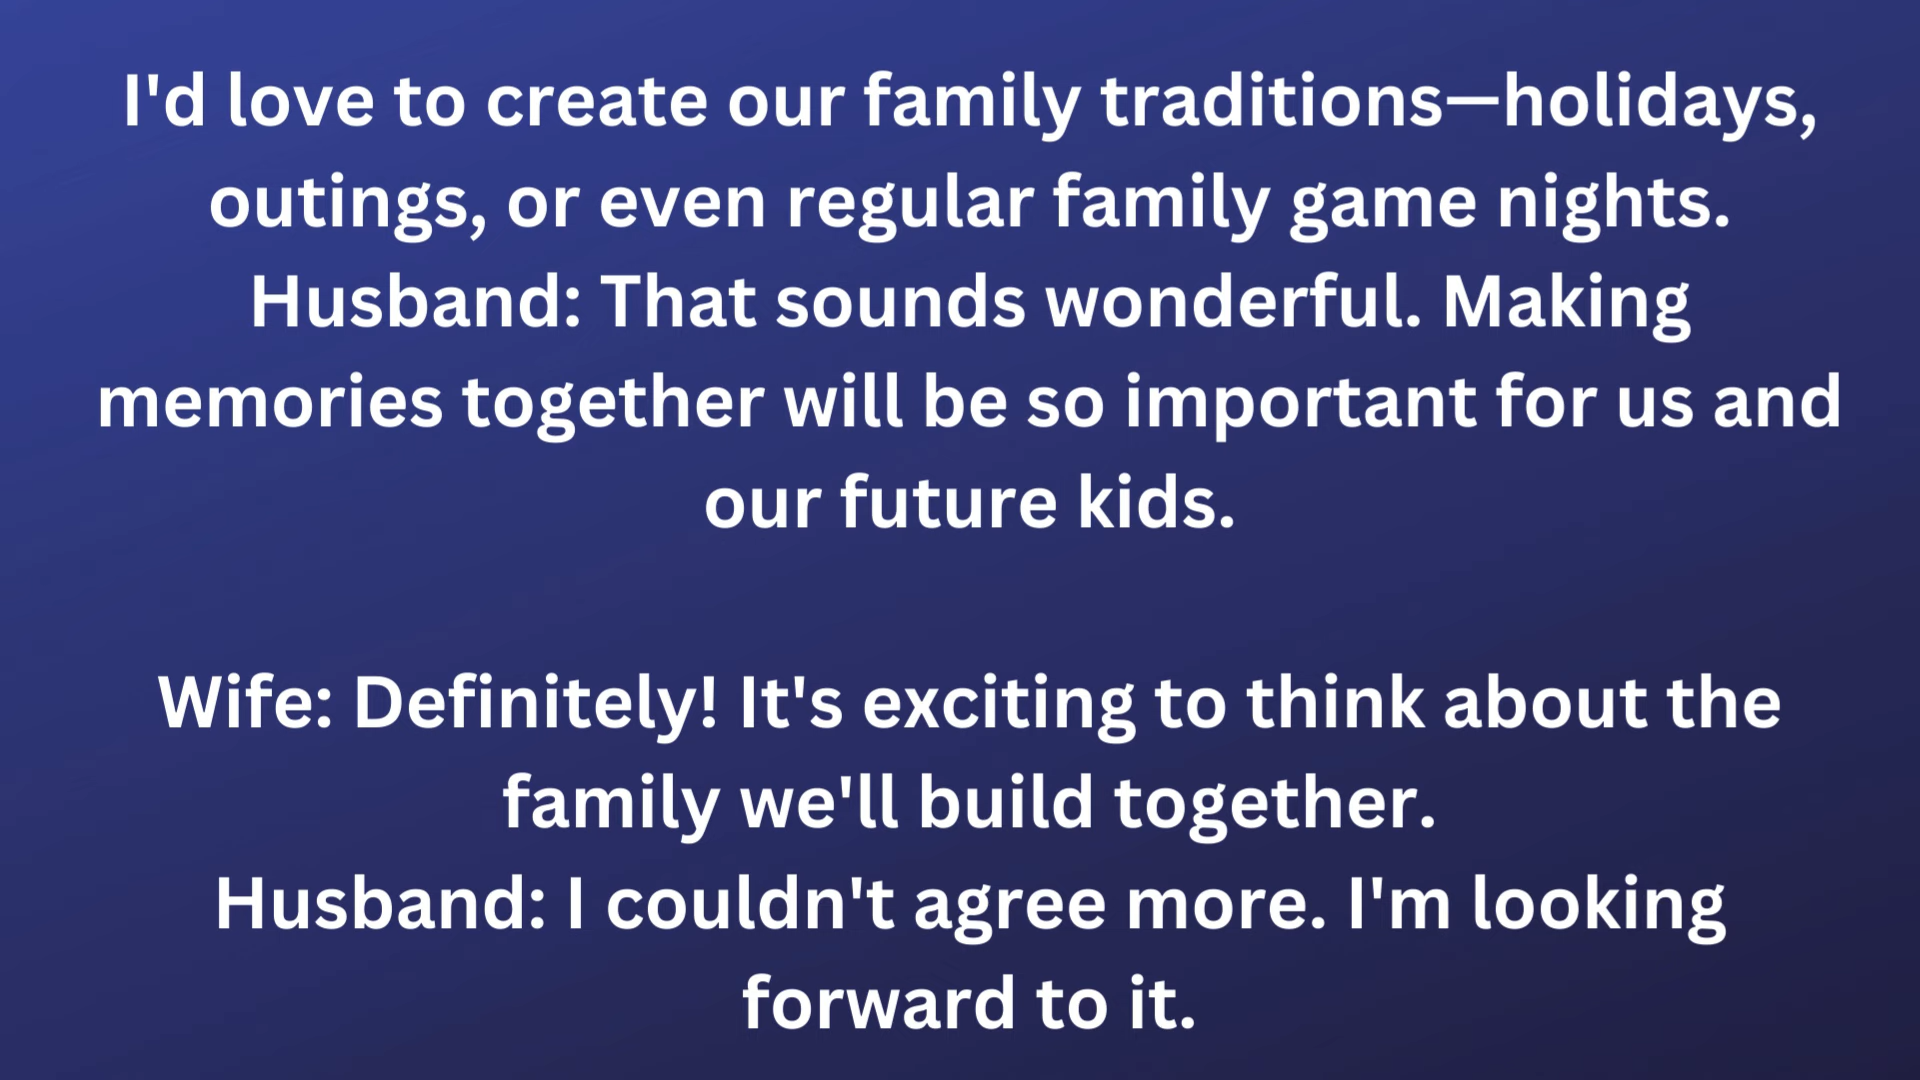 I'd love to create our family traditions—holidays,
outings, or even regular family game nights.
Husband: That sounds wonderful. Making
memories together will be so important for us and
our future kids.
Wife: Definitely! It's exciting to think about the
family we'll build together.
Husband: I couldn't agree more. I'm looking
forward to it.